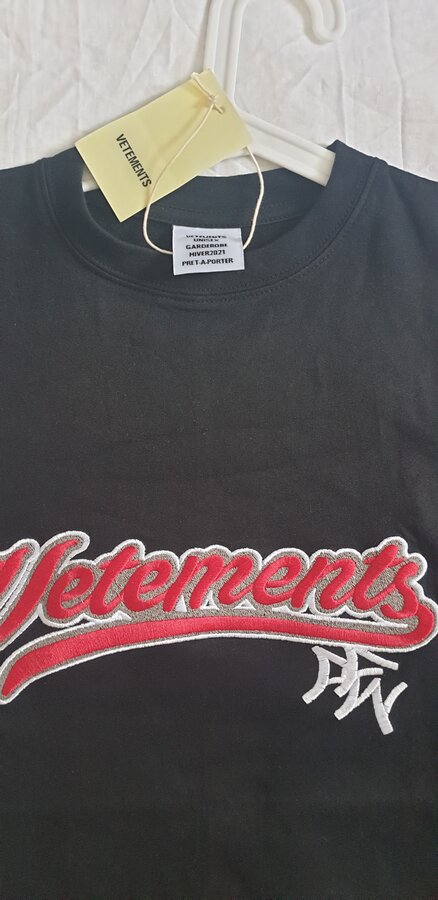 VETEMENTS
VETEMENTS
UNISEX
GARDEROBE
HIVER2021
PRET-A-PORTER
Vetements